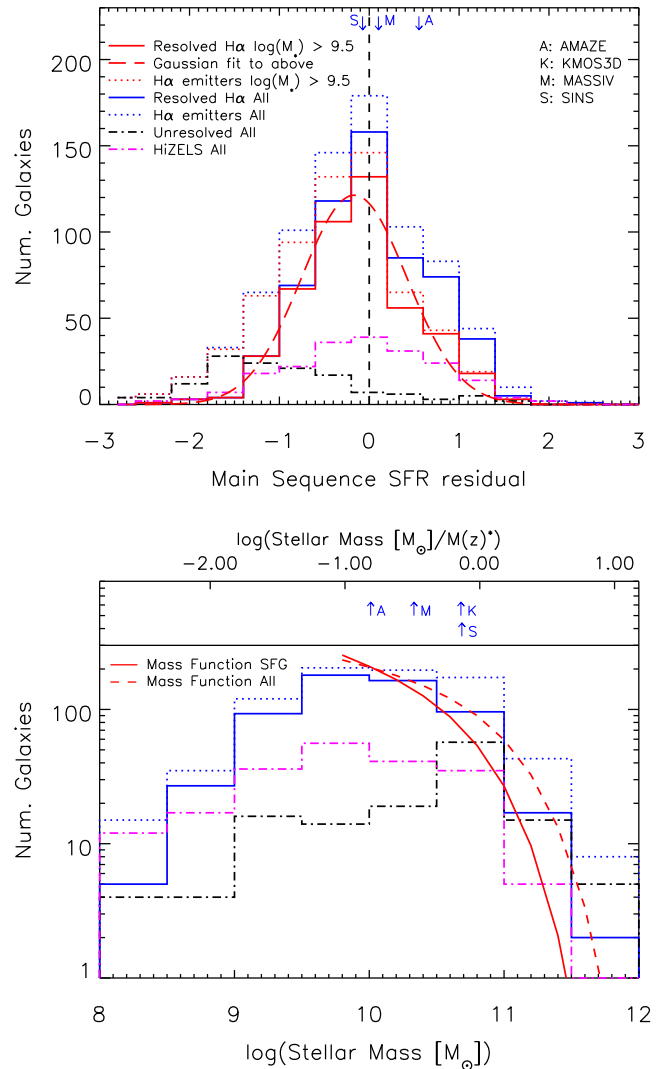 S↓ ↓M ↓A
Resolved Hα log(M*) > 9.5
Gaussian fit to above
Hα emitters log(M*) > 9.5
Resolved Hα All
Hα emitters All
Unresolved All
HiZELS All
A: AMAZE
K: KMOS3D
M: MASSIV
S: SINS
200
150
100
50
0
Num. Galaxies
−3 −2 −1 0 1 2 3
Main Sequence SFR residual
log(Stellar Mass [M⊙]/M(z)*)
−2.00 −1.00 0.00 1.00
↑A ↑M ↑K
↑S
Mass Function SFG
Mass Function All
100
10
1
Num. Galaxies
8 9 10 11 12
log(Stellar Mass [M⊙])